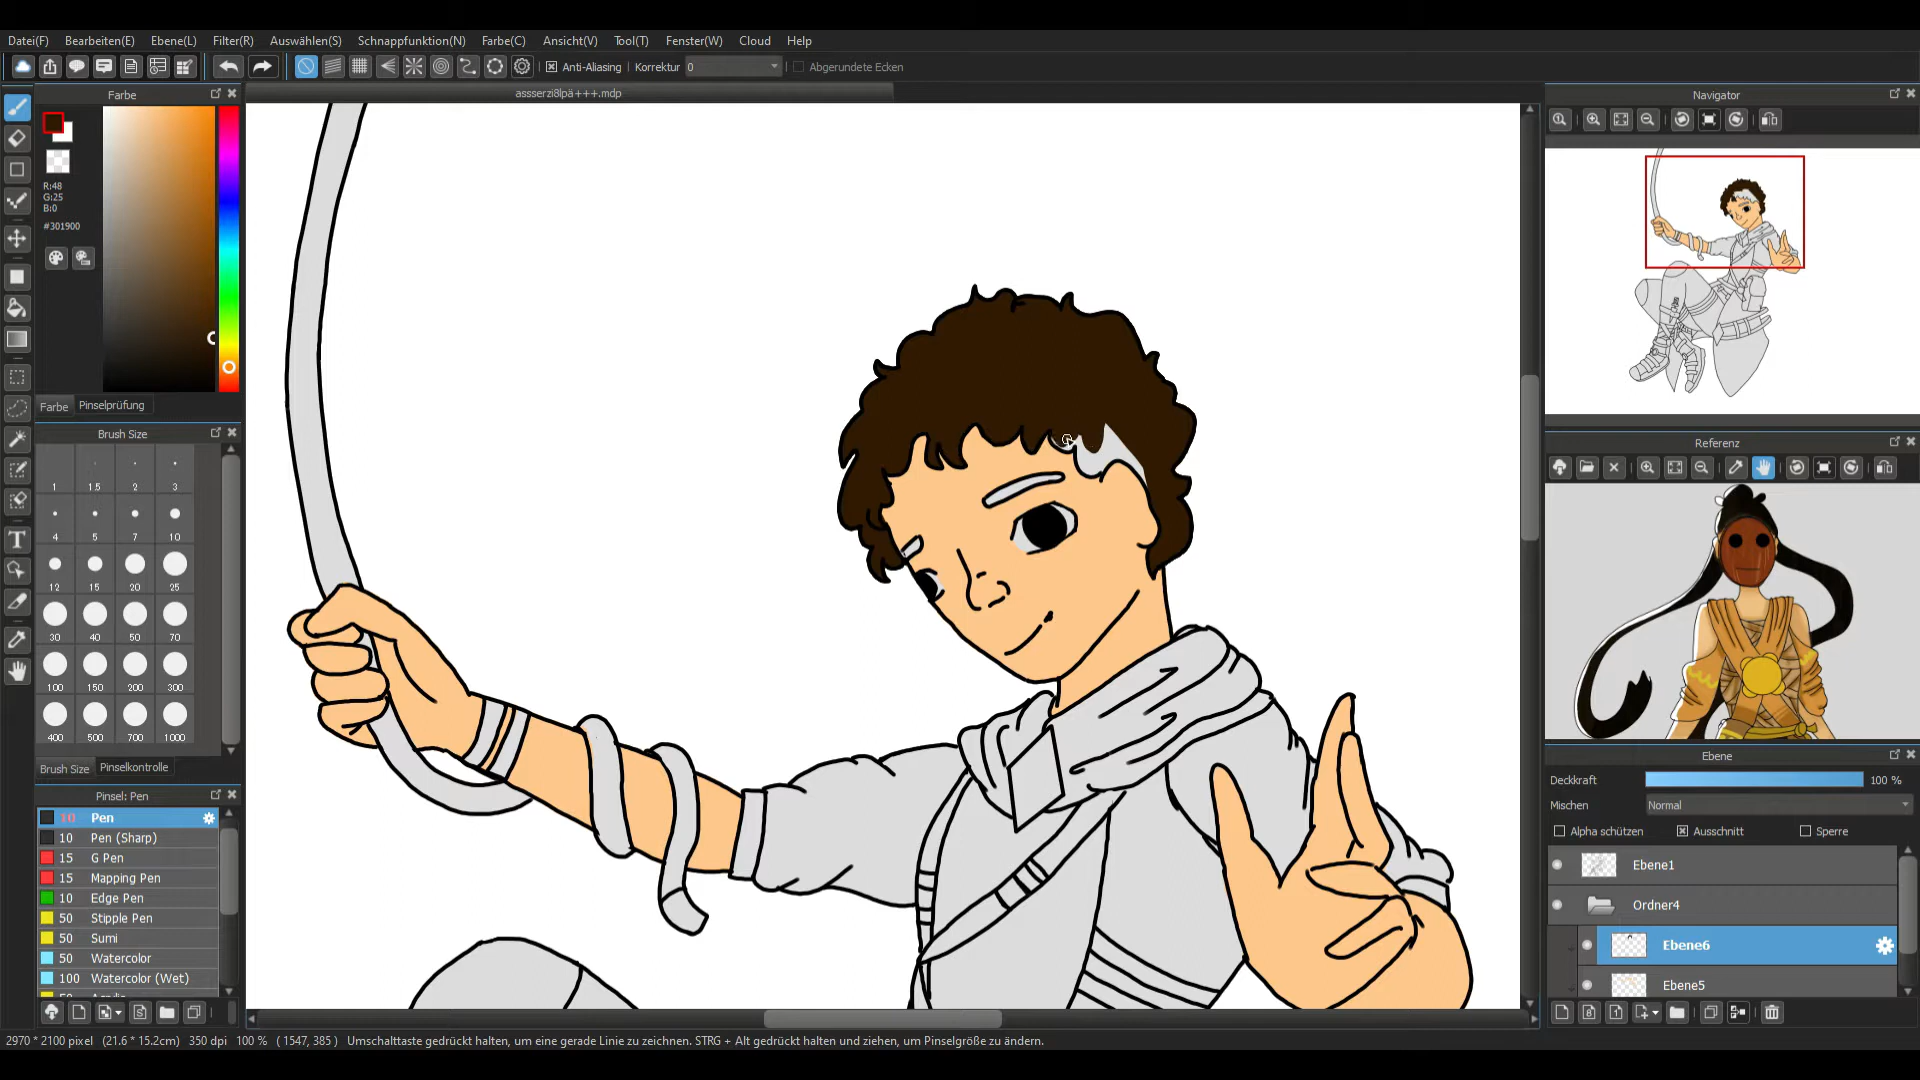 Datei(F) Bearbeiten(E) Ebene(L) Filter(R) Auswählen(S) Schnappfunktion(N) Farbe(C) Ansicht(V) Tool(T) Fenster(W) Cloud Help
Anti-Aliasing Korrektur 0 Abgerundete Ecken
Farbe
assserzi8lpä+++.mdp
Navigator
R:48
G:25
B:0
#301900
Farbe Pinselprüfung
Brush Size
1 1.5 2 3
4 5 7 10
12 15 20 25
30 40 50 70
100 150 200 300
400 500 700 1000
Brush Size Pinselkontrolle
Pinsel: Pen
10 Pen
10 Pen (Sharp)
15 G Pen
15 Mapping Pen
10 Edge Pen
50 Stipple Pen
50 Sumi
50 Watercolor
100 Watercolor (Wet)
Referenz
Ebene
Deckkraft 100 %
Mischen Normal
Alpha schützen Ausschnitt Sperre
Ebene1
Ordner4
Ebene6
Ebene5
2970 * 2100 pixel (21.6 * 15.2cm) 350 dpi 100 % ( 1547, 385 ) Umschalttaste gedrückt halten, um eine gerade Linie zu zeichnen. STRG + Alt gedrückt halten und ziehen, um Pinselgröße zu ändern.